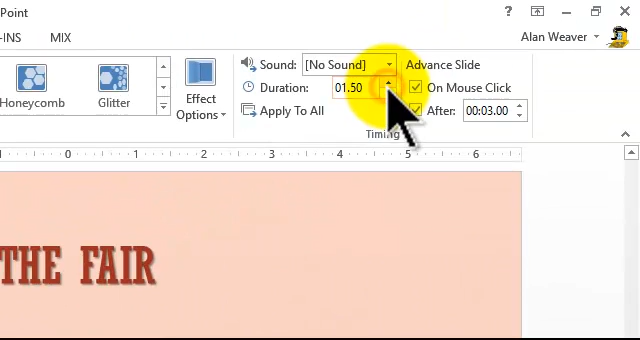 Point
?
-INS MIX Alan Weaver
Sound: [No Sound] Advance Slide
Duration: 01.50 On Mouse Click
Apply To All After: 00:03.00
Honeycomb Glitter Effect Options
Timing
1 0 1 2 3 4 5 6
THE FAIR